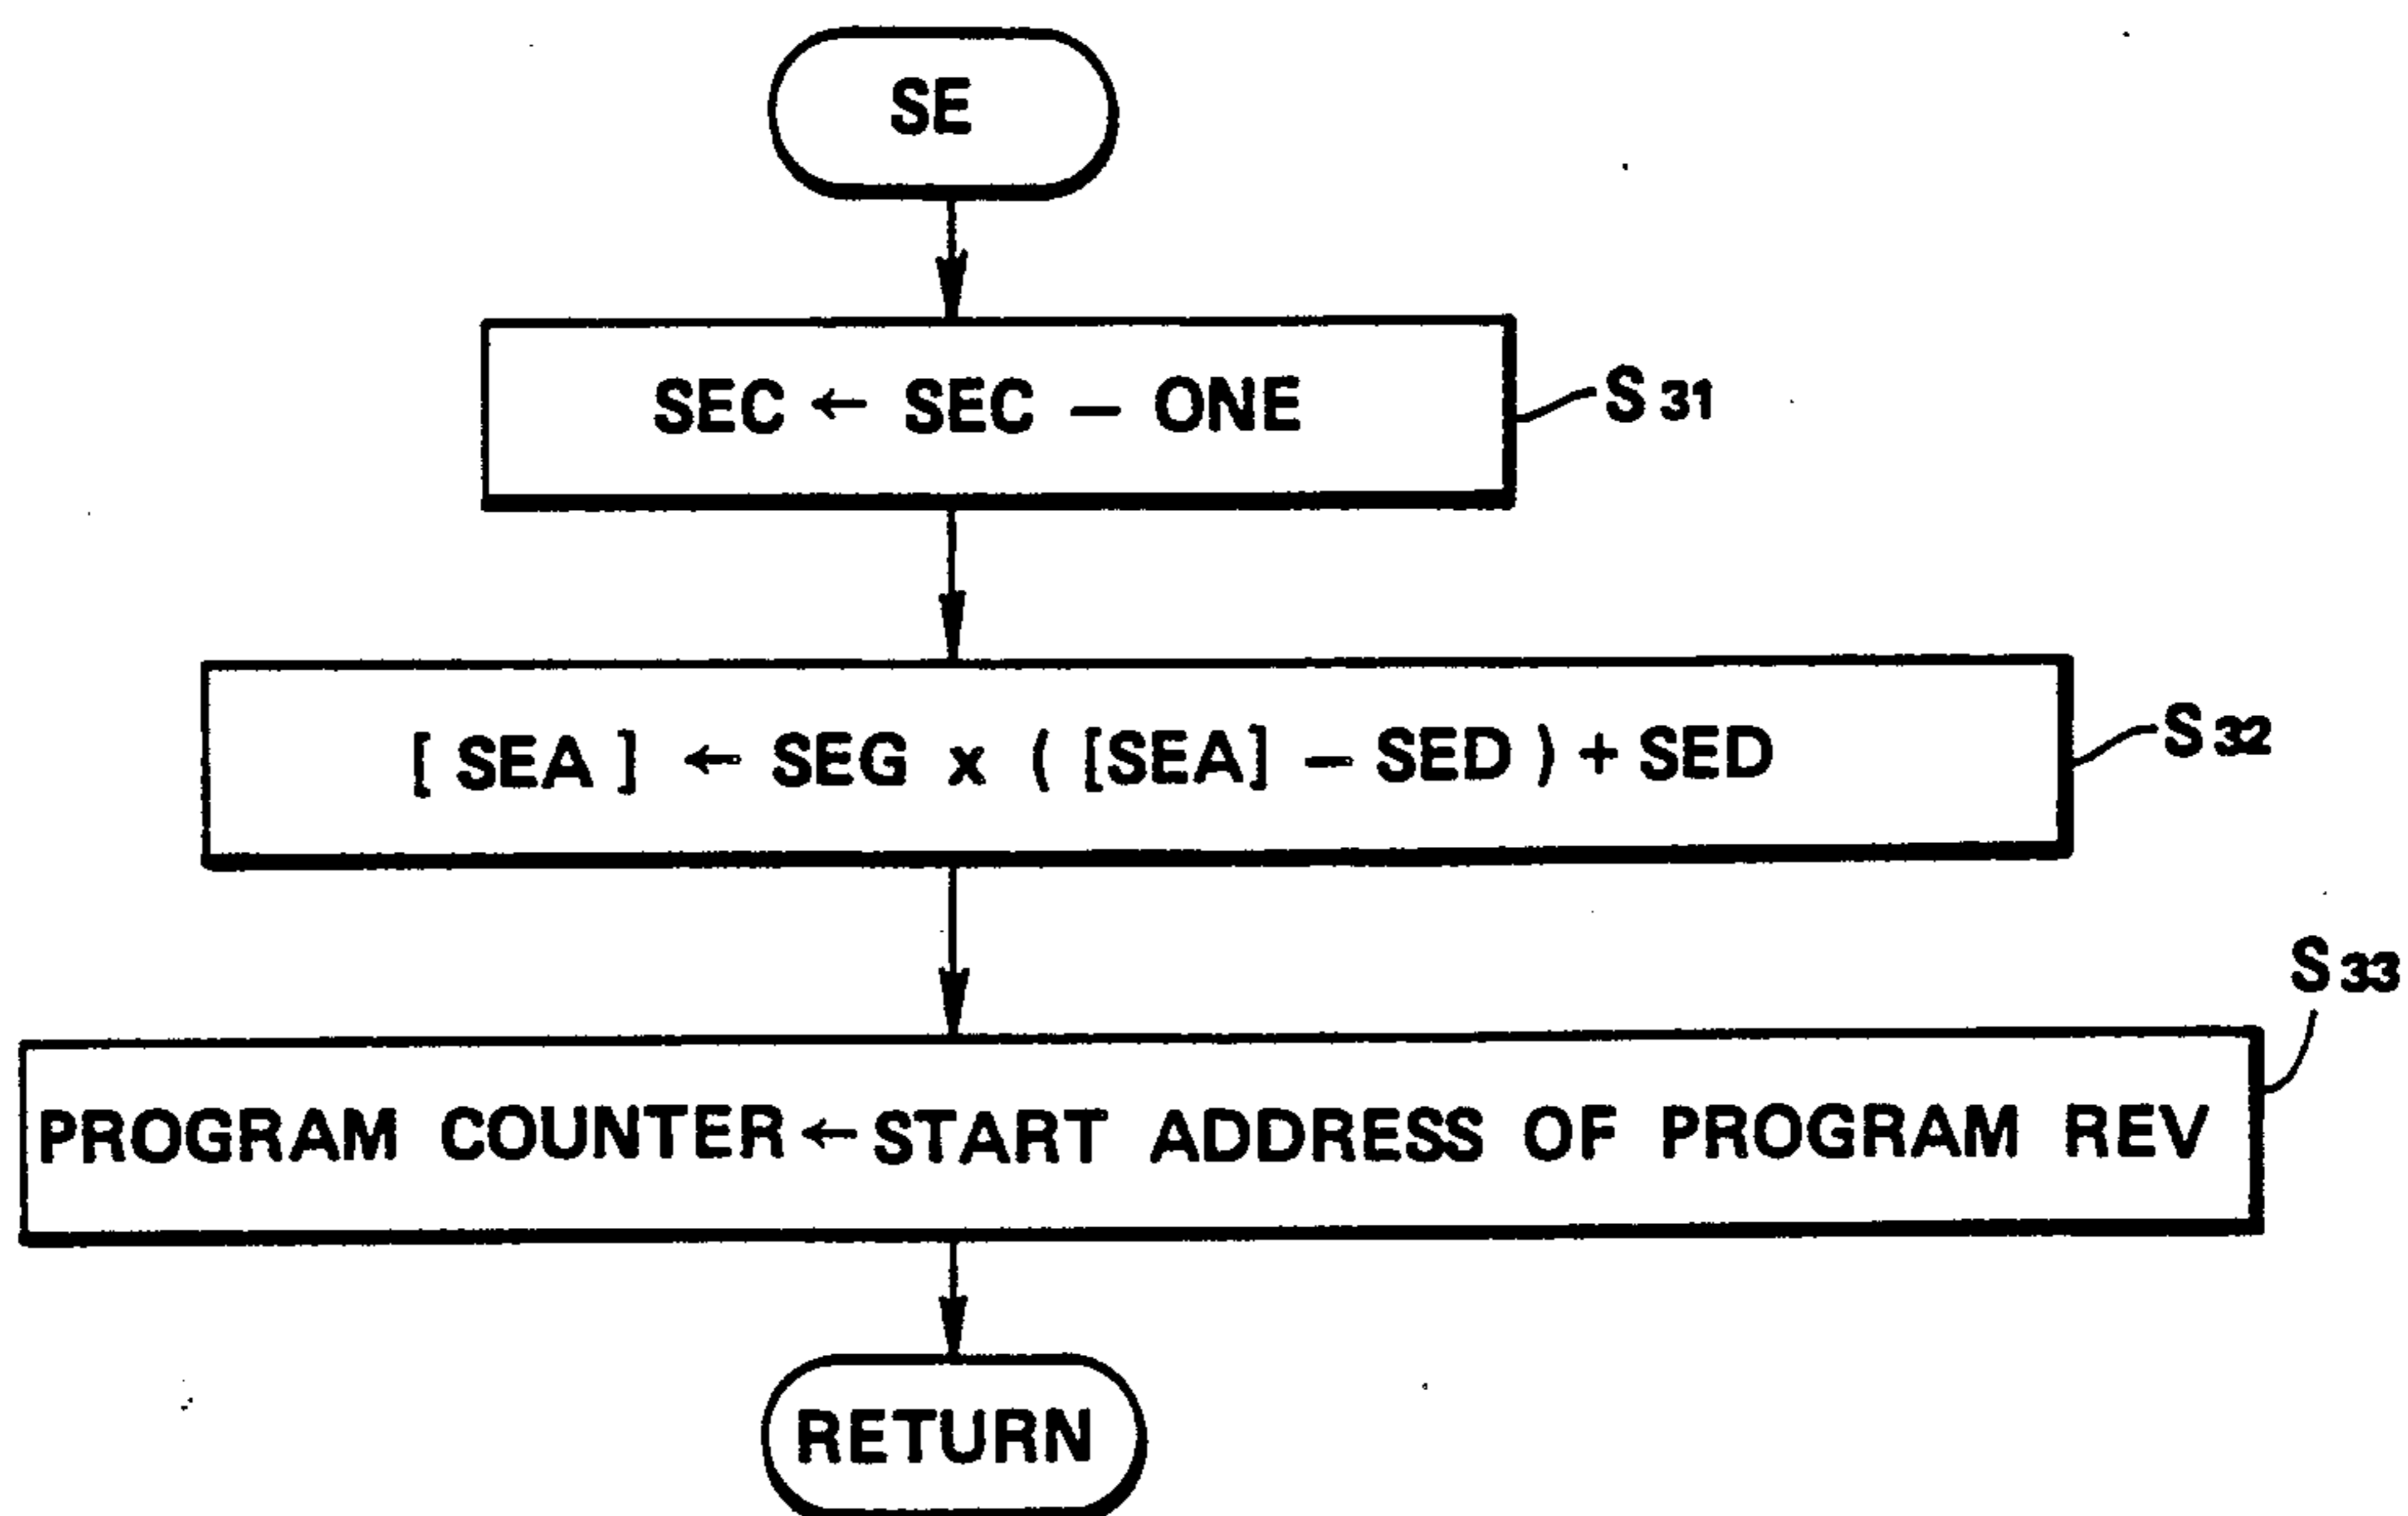 SE
SEC ← SEC — ONE
S31
[ SEA ] ← SEG x ( [SEA] — SED ) + SED
S32
S33
PROGRAM COUNTER ← START ADDRESS OF PROGRAM REV
RETURN